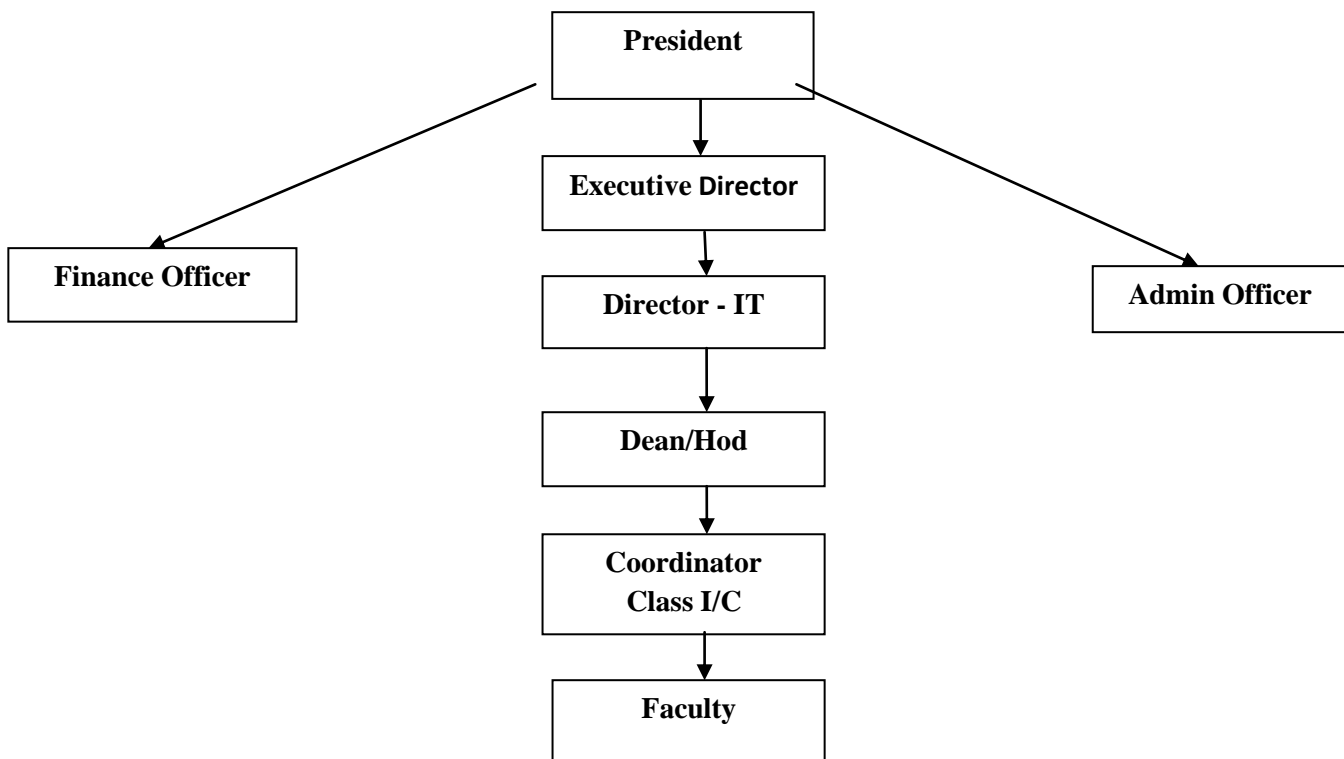 President
Executive Director
Finance Officer
Director - IT
Admin Officer
Dean/Hod
Coordinator
Class I/C
Faculty